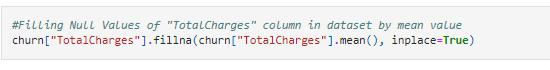 #Filling Null Values of "TotalCharges" column in dataset by mean value
churn["TotalCharges"].fillna(churn["TotalCharges"].mean(), inplace=True)